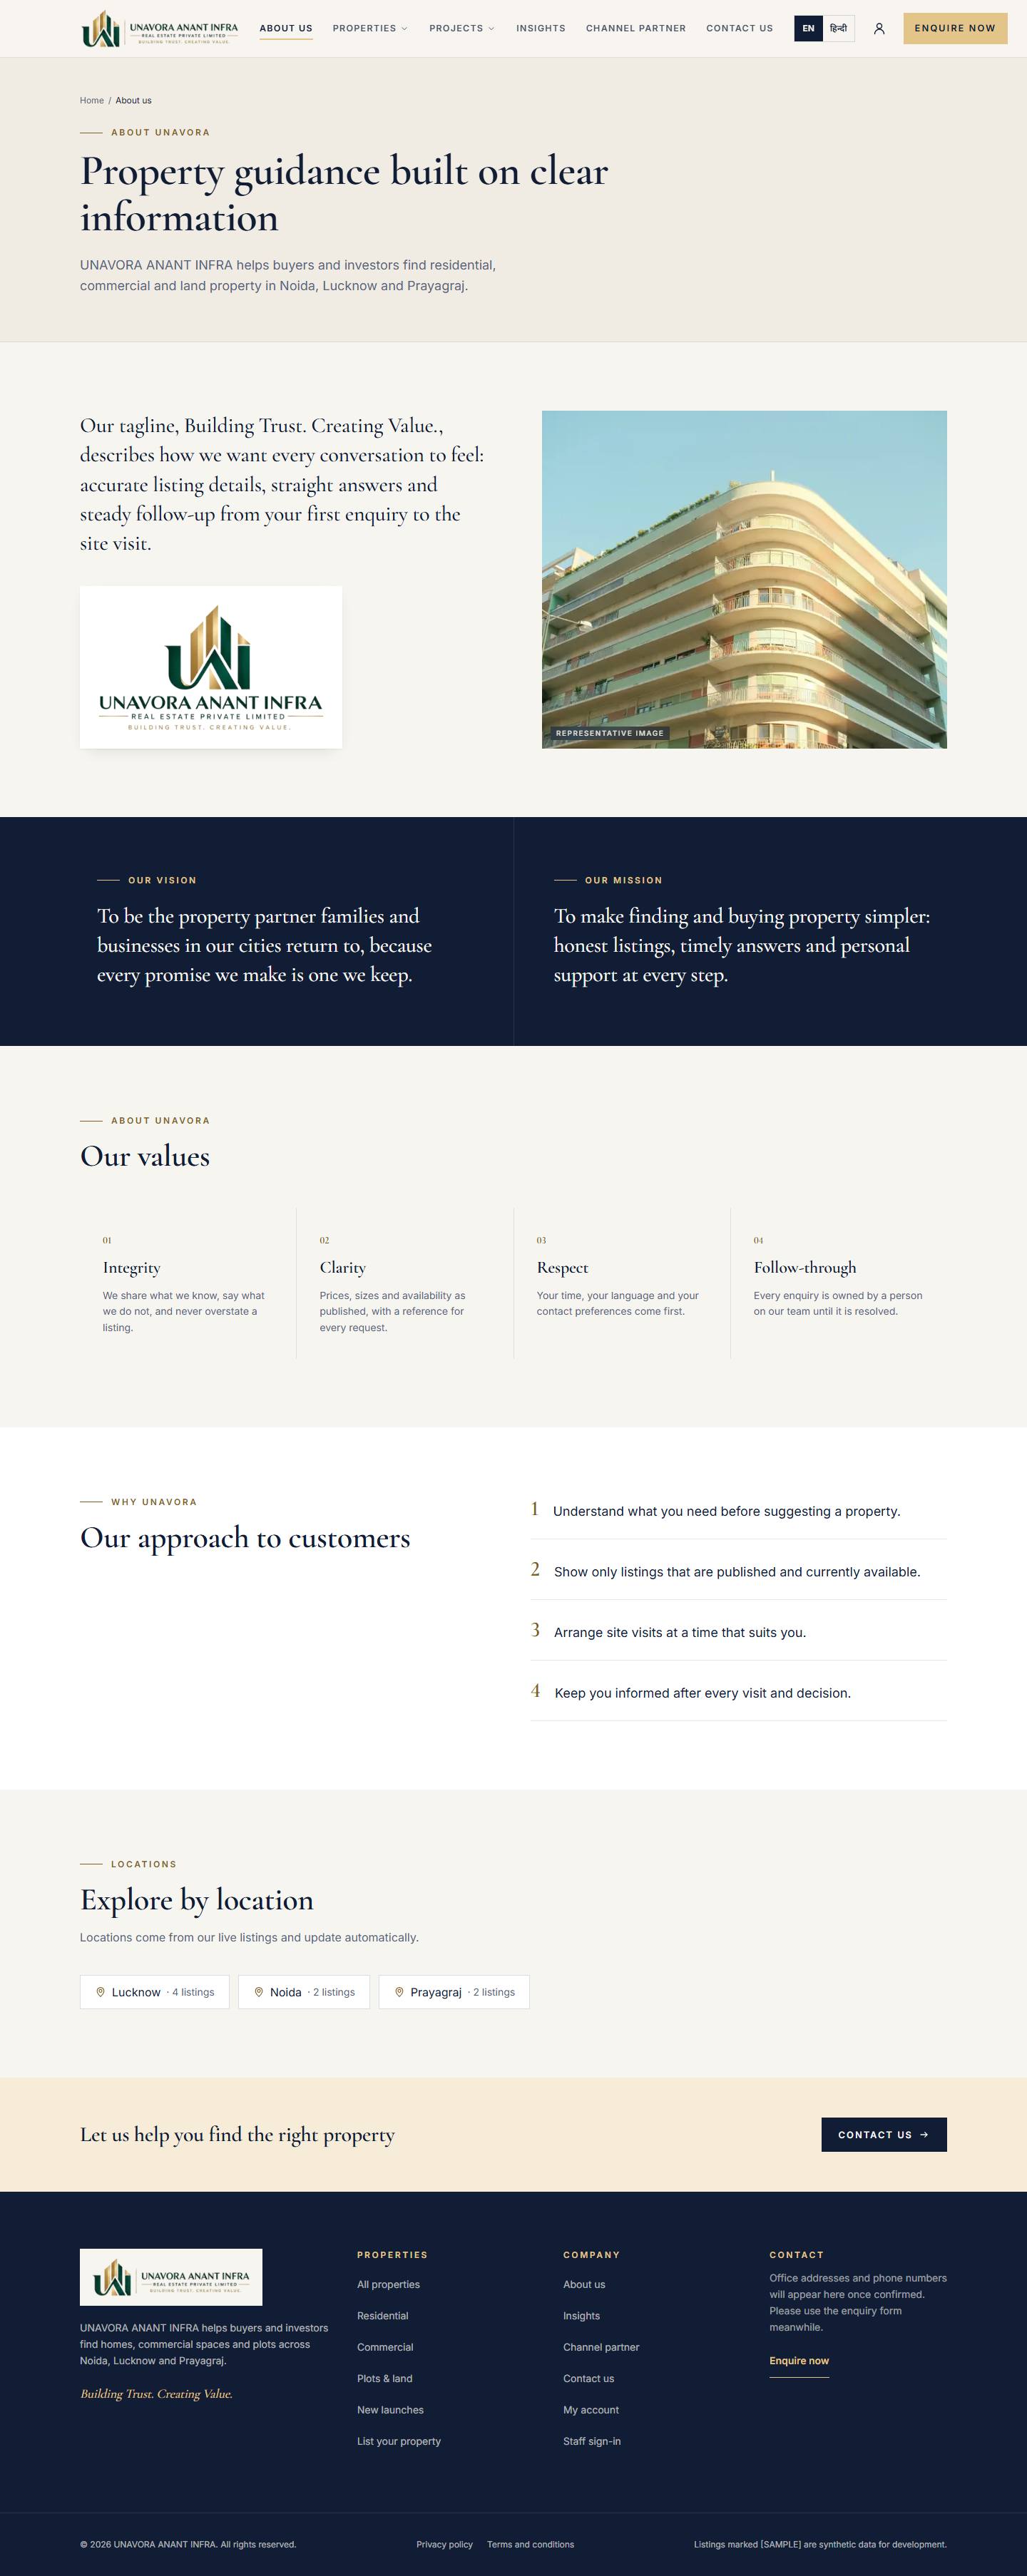 UNAVORA ANANT INFRA
REAL ESTATE PRIVATE LIMITED
BUILDING TRUST. CREATING VALUE.
ABOUT US
PROPERTIES
PROJECTS
INSIGHTS
CHANNEL PARTNER
CONTACT US
EN
हिन्दी
ENQUIRE NOW
Home / About us
ABOUT UNAVORA
Property guidance built on clear
information
UNAVORA ANANT INFRA helps buyers and investors find residential,
commercial and land property in Noida, Lucknow and Prayagraj.
Our tagline, Building Trust. Creating Value.,
describes how we want every conversation to feel:
accurate listing details, straight answers and
steady follow-up from your first enquiry to the
site visit.
UNAVORA ANANT INFRA
REAL ESTATE PRIVATE LIMITED
BUILDING TRUST. CREATING VALUE.
REPRESENTATIVE IMAGE
OUR VISION
To be the property partner families and
businesses in our cities return to, because
every promise we make is one we keep.
OUR MISSION
To make finding and buying property simpler:
honest listings, timely answers and personal
support at every step.
ABOUT UNAVORA
Our values
01
Integrity
We share what we know, say what
we do not, and never overstate a
listing.
02
Clarity
Prices, sizes and availability as
published, with a reference for
every request.
03
Respect
Your time, your language and your
contact preferences come first.
04
Follow-through
Every enquiry is owned by a person
on our team until it is resolved.
WHY UNAVORA
Our approach to customers
1 Understand what you need before suggesting a property.
2 Show only listings that are published and currently available.
3 Arrange site visits at a time that suits you.
4 Keep you informed after every visit and decision.
LOCATIONS
Explore by location
Locations come from our live listings and update automatically.
Lucknow · 4 listings
Noida · 2 listings
Prayagraj · 2 listings
Let us help you find the right property
CONTACT US →
UNAVORA ANANT INFRA
REAL ESTATE PRIVATE LIMITED
BUILDING TRUST. CREATING VALUE.
UNAVORA ANANT INFRA helps buyers and investors
find homes, commercial spaces and plots across
Noida, Lucknow and Prayagraj.
Building Trust. Creating Value.
PROPERTIES
All properties
Residential
Commercial
Plots & land
New launches
List your property
COMPANY
About us
Insights
Channel partner
Contact us
My account
Staff sign-in
CONTACT
Office addresses and phone numbers
will appear here once confirmed.
Please use the enquiry form
meanwhile.
Enquire now
© 2026 UNAVORA ANANT INFRA. All rights reserved.
Privacy policy
Terms and conditions
Listings marked [SAMPLE] are synthetic data for development.